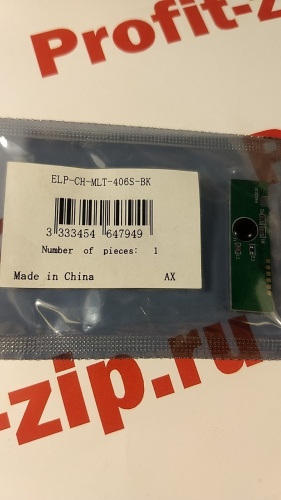 Profit-z
ELP-CH-MLT-406S-BK
3 333454 647949
Number of pieces: 1
Made in China AX
-zip.ru